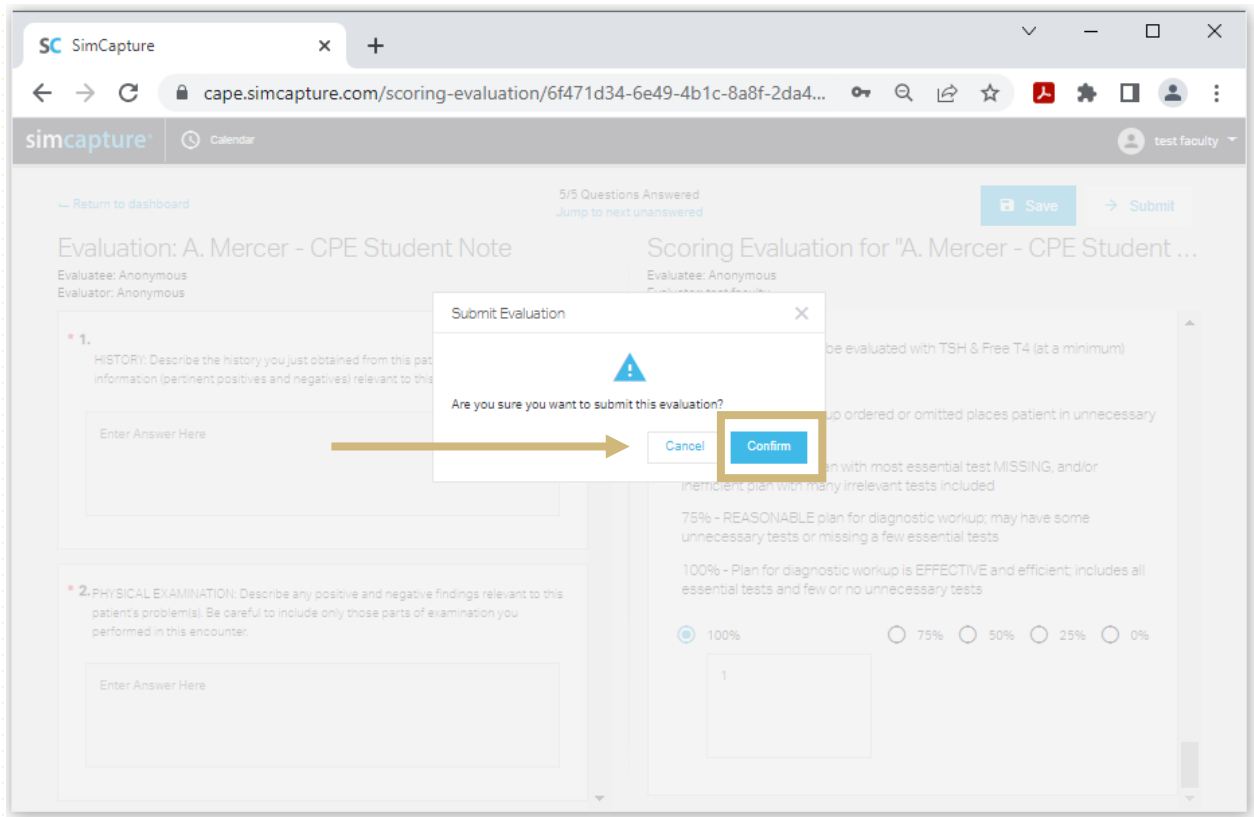 SC SimCapture
cape.simcapture.com/scoring-evaluation/6f471d34-6e49-4b1c-8a8f-2da4...
simcapture
Calendar
test faculty
Return to dashboard
5/5 Questions Answered
Jump to next unanswered
Save
Submit
Evaluation: A. Mercer - CPE Student Note
Evaluatee: Anonymous
Evaluator: Anonymous
* 1.
HISTORY: Describe the history you just obtained from this pat
information (pertinent positives and negatives) relevant to this
Enter Answer Here
* 2. PHYSICAL EXAMINATION: Describe any positive and negative findings relevant to this
patient's problem(s). Be careful to include only those parts of examination you
performed in this encounter.
Enter Answer Here
Scoring Evaluation for "A. Mercer - CPE Student ...
Evaluatee: Anonymous
Evaluator: test faculty
be evaluated with TSH & Free T4 (at a minimum)
up ordered or omitted places patient in unnecessary
an with most essential test MISSING, and/or
inefficient plan with many irrelevant tests included
75% - REASONABLE plan for diagnostic workup; may have some
unnecessary tests or missing a few essential tests
100% - Plan for diagnostic workup is EFFECTIVE and efficient; includes all
essential tests and few or no unnecessary tests
100% 75% 50% 25% 0%
1
Submit Evaluation
Are you sure you want to submit this evaluation?
Cancel
Confirm